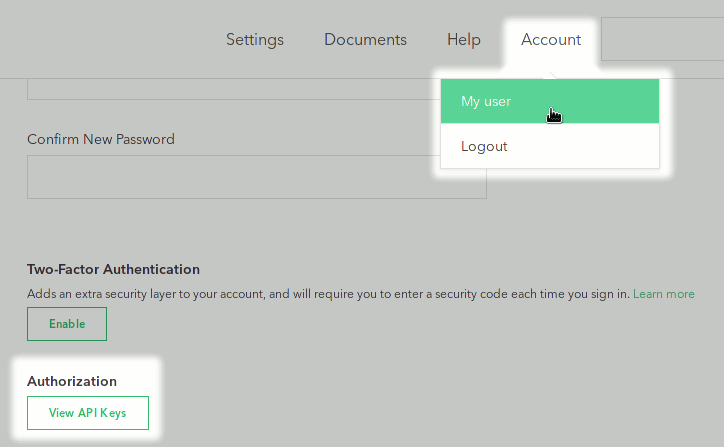 Settings Documents Help Account
My user
Logout
Confirm New Password
Two-Factor Authentication
Adds an extra security layer to your account, and will require you to enter a security code each time you sign in. Learn more
Enable
Authorization
View API Keys